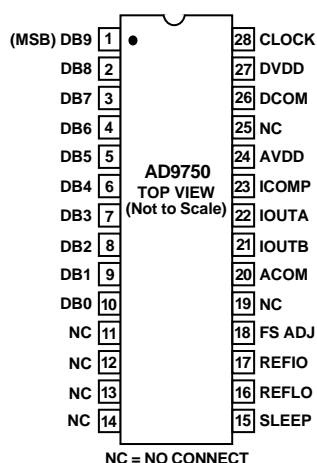 (MSB) DB9 1 28 CLOCK
DB8 2 27 DVDD
DB7 3 26 DCOM
DB6 4 25 NC
DB5 5 24 AVDD
DB4 6 23 ICOMP
DB3 7 22 IOUTA
DB2 8 21 IOUTB
DB1 9 20 ACOM
DB0 10 19 NC
NC 11 18 FS ADJ
NC 12 17 REFIO
NC 13 16 REFLO
NC 14 15 SLEEP
AD9750
TOP VIEW
(Not to Scale)
NC = NO CONNECT